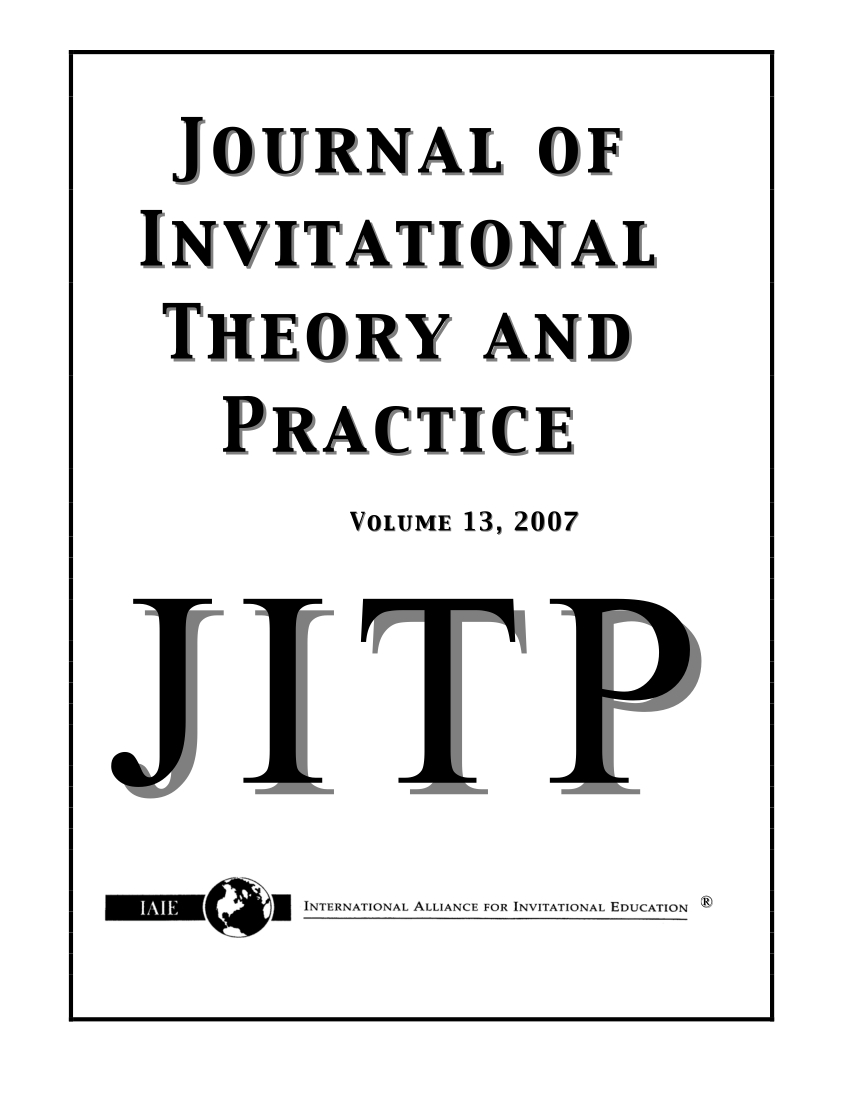 JOURNAL OF
INVITATIONAL
THEORY AND
PRACTICE
VOLUME 13, 2007
JITP
IAIE INTERNATIONAL ALLIANCE FOR INVITATIONAL EDUCATION ®